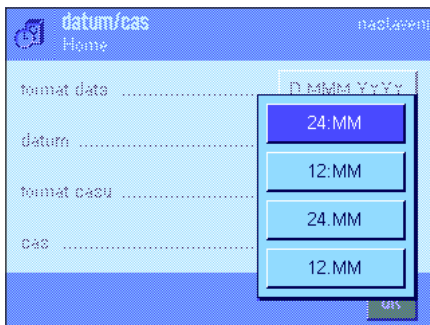 datum/cas
nastaveni
Home
format data ........................ D.MMM.YYYY
datum ........................
24:MM
12:MM
format casu ........................
24.MM
cas ........................
12.MM
OK